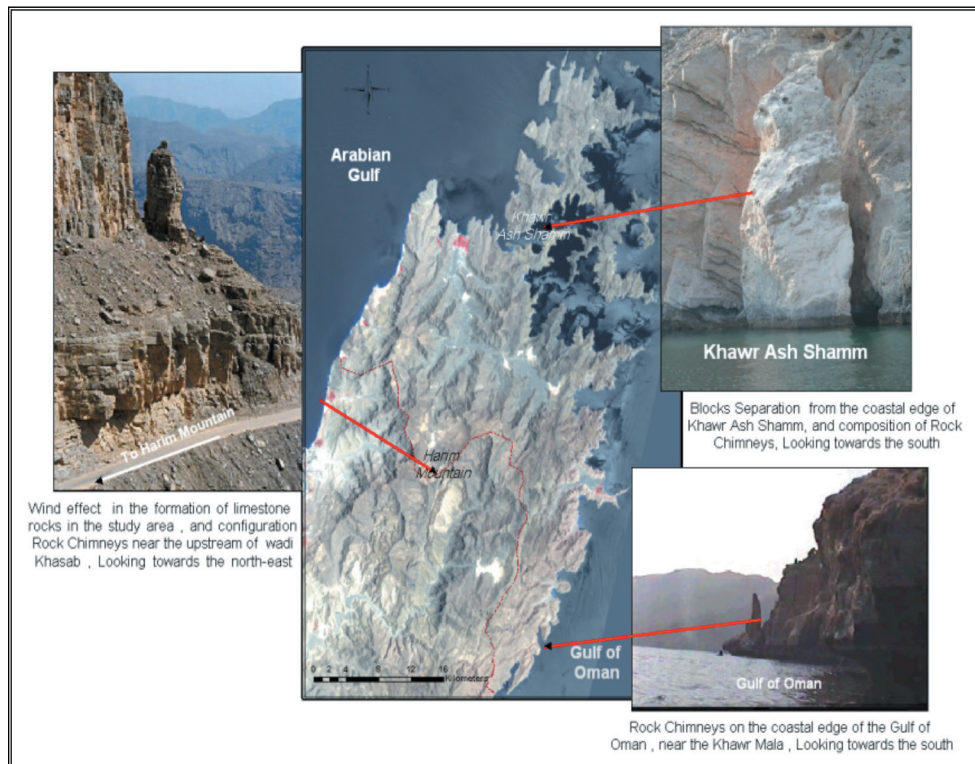 Arabian
Gulf
Khawr
Ash Shamm
Khawr Ash Shamm
Blocks Separation from the coastal edge of
Khawr Ash Shamm, and composition of Rock
Chimneys, Looking towards the south
To Harim Mountain
Harim
Mountain
Wind effect in the formation of limestone
rocks in the study area , and configuration
Rock Chimneys near the upstream of wadi
Khasab , Looking towards the north-east
0 2 4 8 12 16
Kilometers
Gulf of
Oman
Gulf of Oman
Rock Chimneys on the coastal edge of the Gulf of
Oman , near the Khawr Mala , Looking towards the south